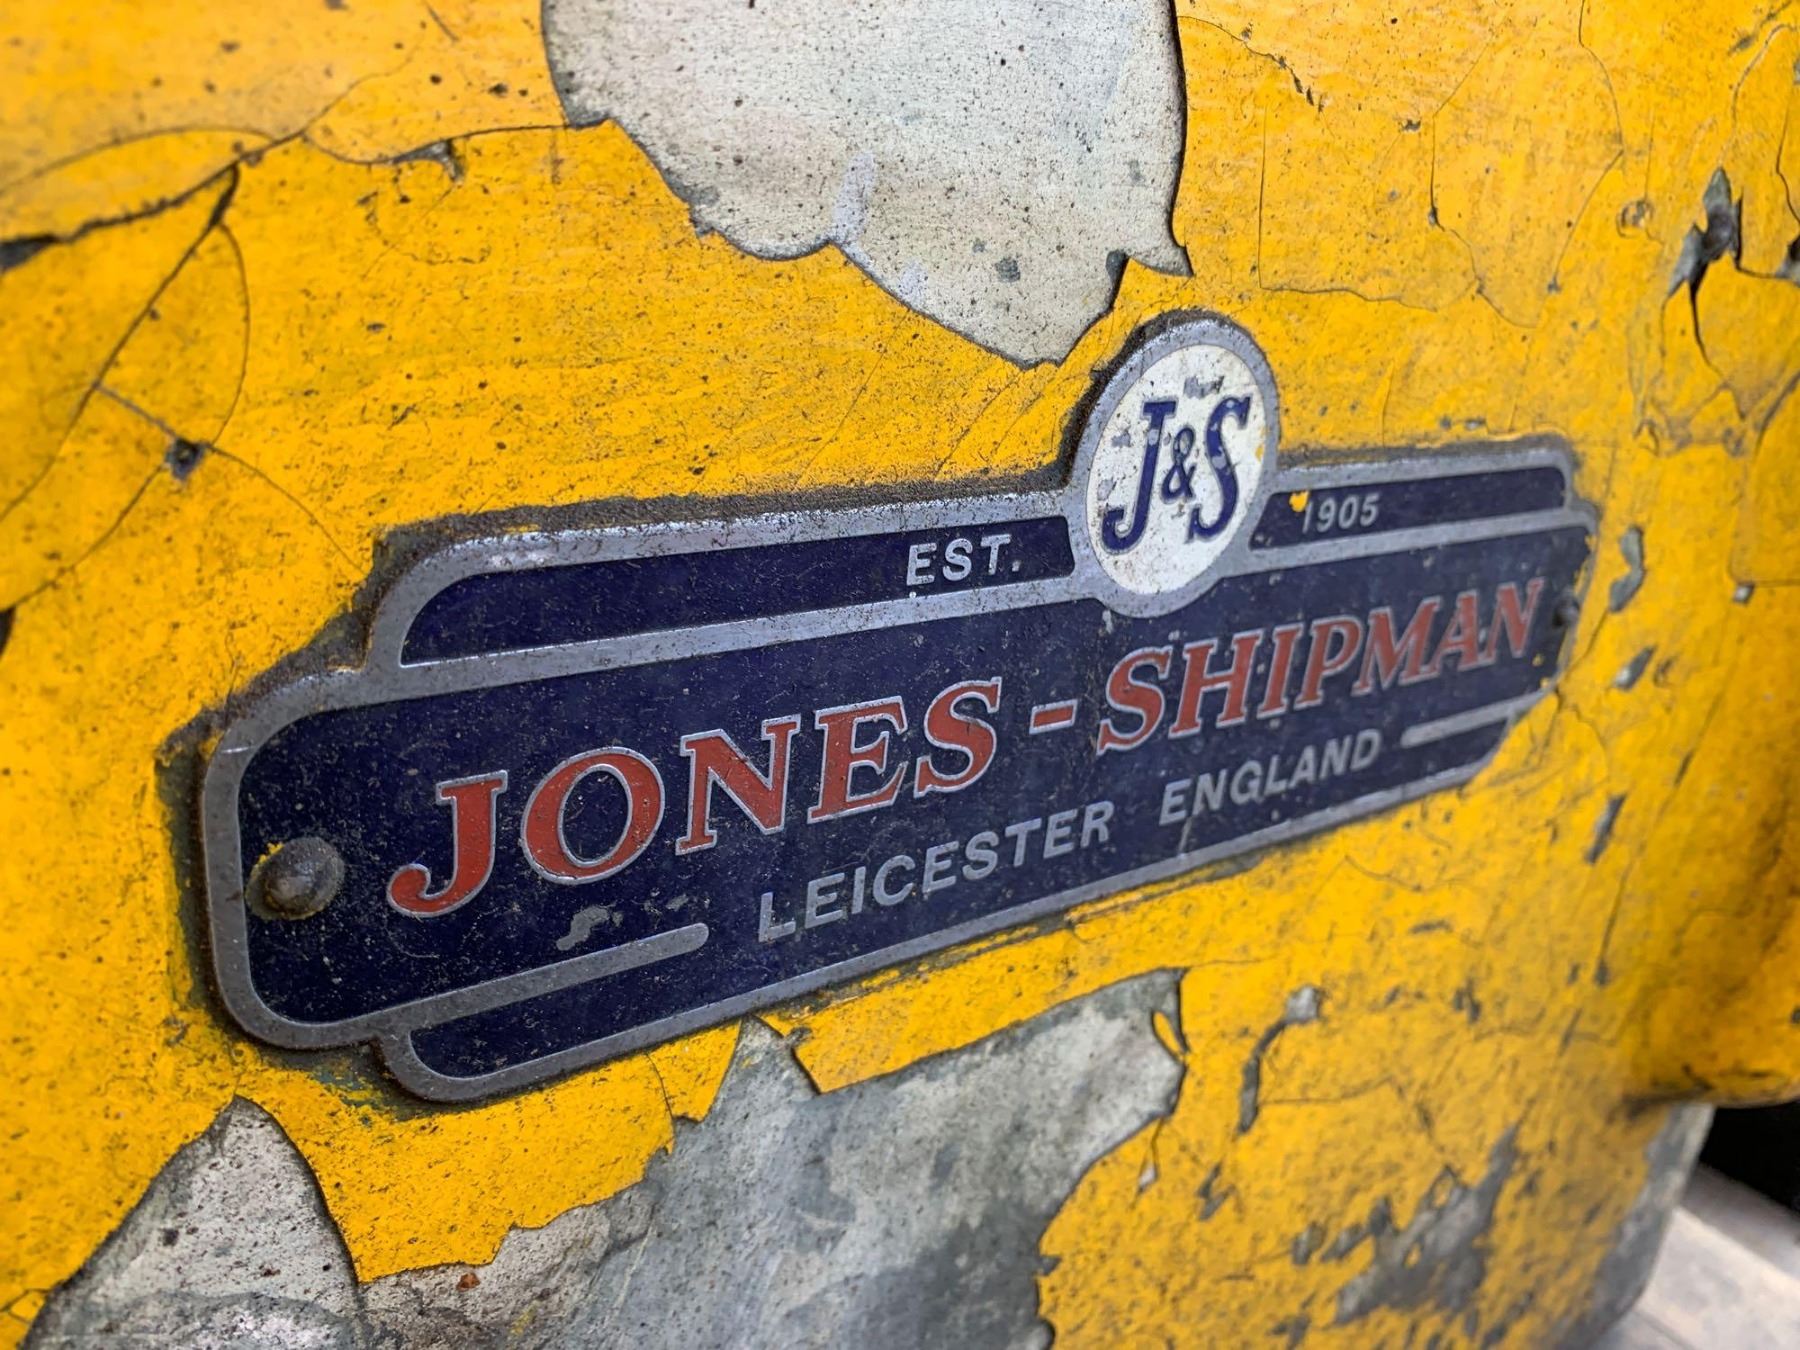 J&S
EST. 1905
JONES-SHIPMAN
LEICESTER ENGLAND